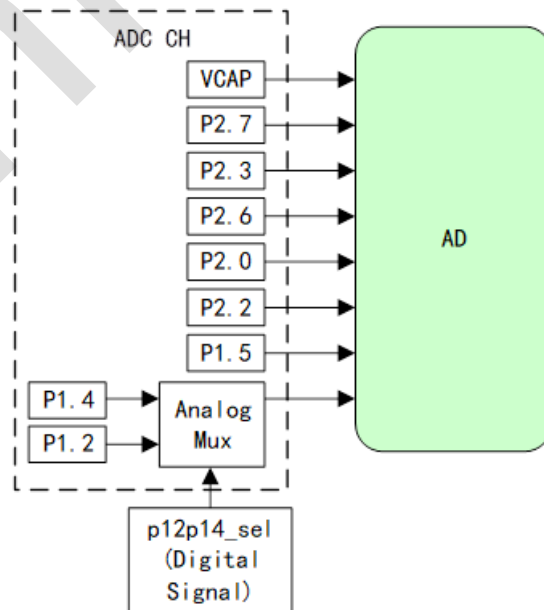 ADC CH
VCAP
P2.7
P2.3
P2.6
P2.0
P2.2
P1.5
AD
P1.4
P1.2
Analog
Mux
p12p14_sel
(Digital
Signal)